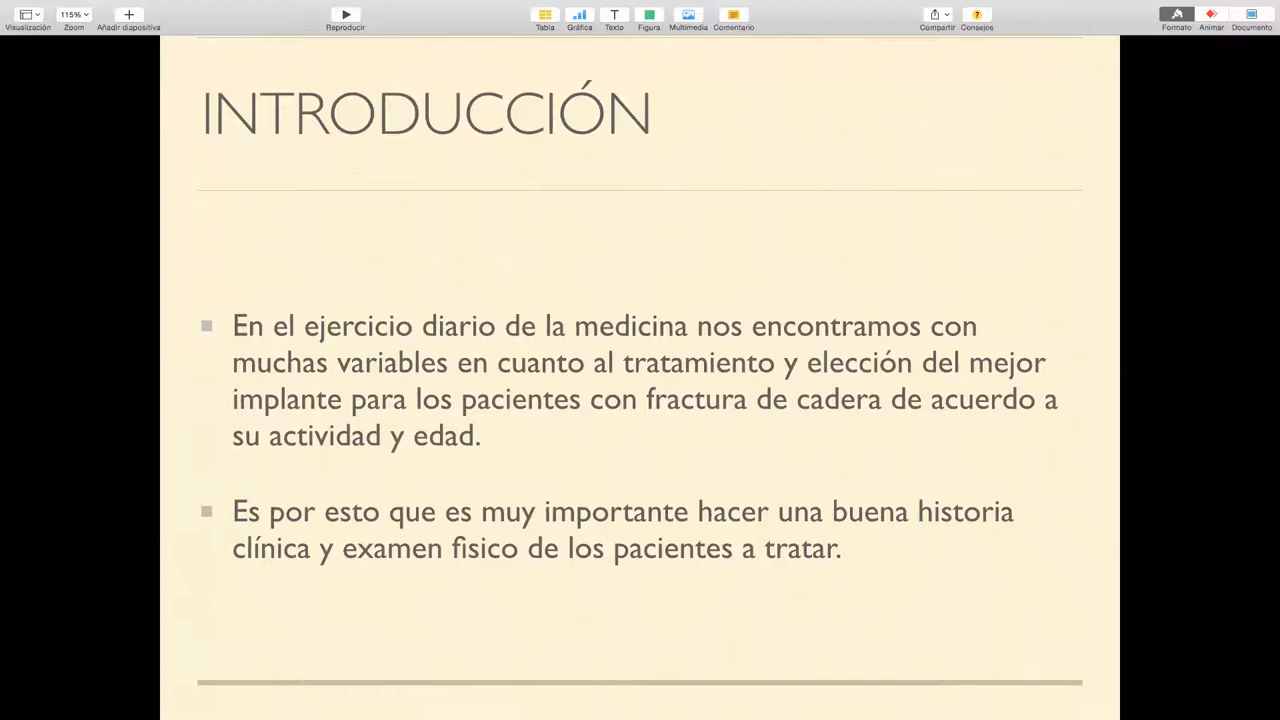 115%
Visualización Zoom Añadir diapositiva Reproducir Tabla Gráfica Texto Figura Multimedia Comentario Compartir Consejos Formato Animar Documento
INTRODUCCIÓN
En el ejercicio diario de la medicina nos encontramos con
muchas variables en cuanto al tratamiento y elección del mejor
implante para los pacientes con fractura de cadera de acuerdo a
su actividad y edad.
Es por esto que es muy importante hacer una buena historia
clínica y examen fisico de los pacientes a tratar.